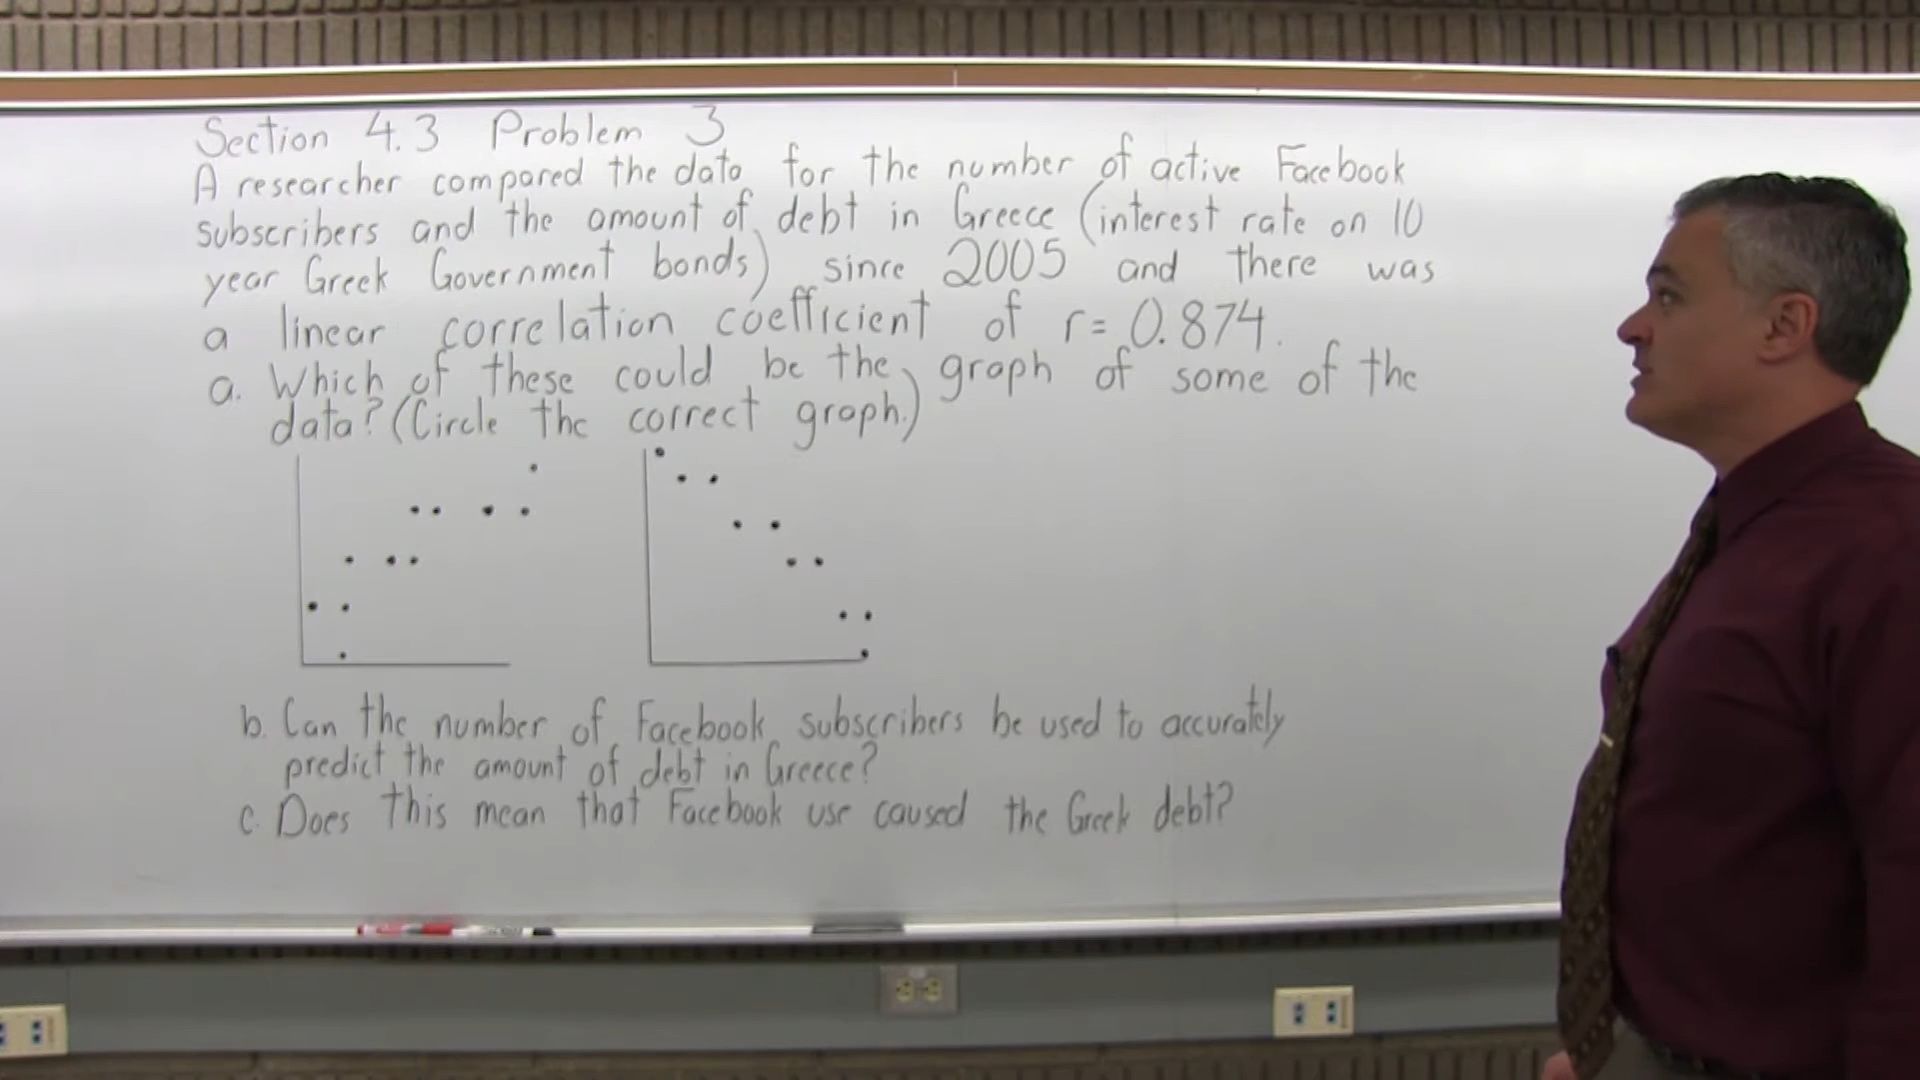 Section 4.3 Problem 3
A researcher compared the data for the number of active Facebook
subscribers and the amount of debt in Greece (interest rate on 10
year Greek Government bonds) since 2005 and there was
a linear correlation coefficient of r= 0.874.
a. Which of these could be the graph of some of the
data? (Circle the correct graph.)
b. Can the number of Facebook subscribers be used to accurately
predict the amount of debt in Greece?
c. Does this mean that Facebook use caused the Greek debt?